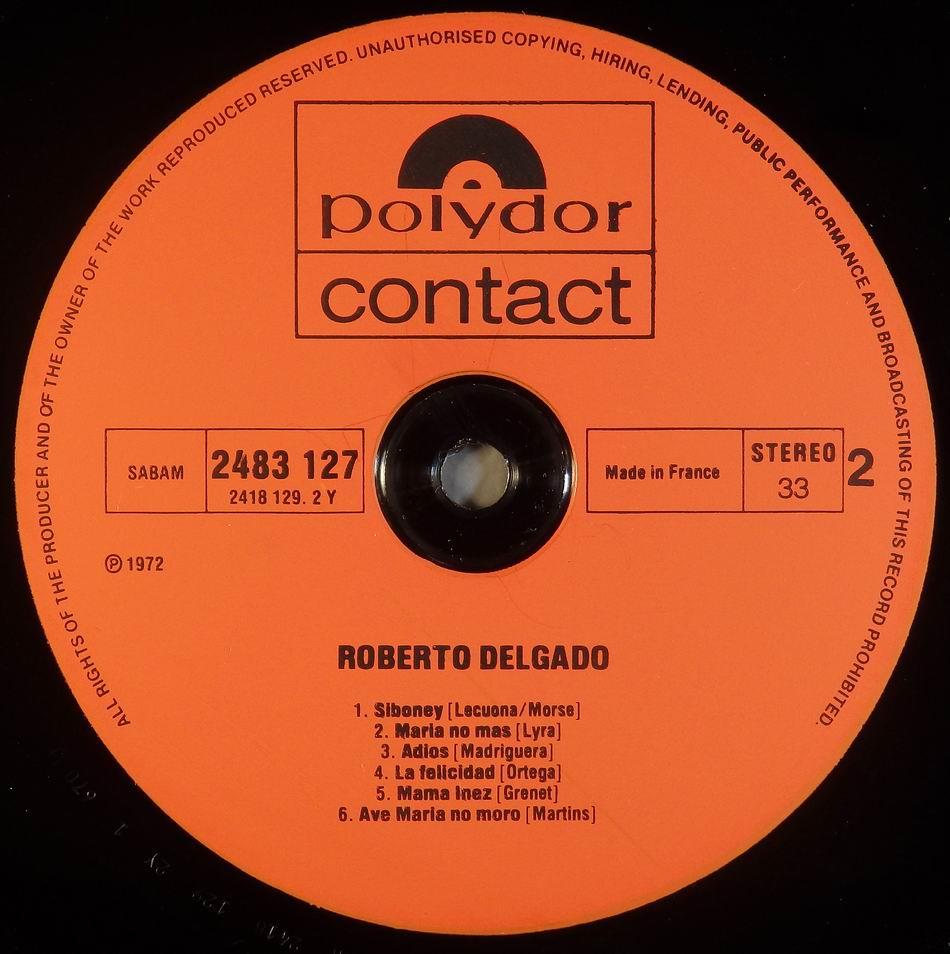 ALL RIGHTS OF THE PRODUCER AND OF THE OWNER OF THE WORK REPRODUCED RESERVED. UNAUTHORISED COPYING, HIRING, LENDING, PUBLIC PERFORMANCE AND BROADCASTING OF THIS RECORD PROHIBITED.
polydor
contact
SABAM
2483 127
2418 129. 2 Y
Made in France
STEREO
33
2
℗ 1972
ROBERTO DELGADO
1. Siboney [Lecuona/Morse]
2. Maria no mas [Lyra]
3. Adios [Madriguera]
4. La felicidad [Ortega]
5. Mama Inez [Grenet]
6. Ave Maria no moro [Martins]